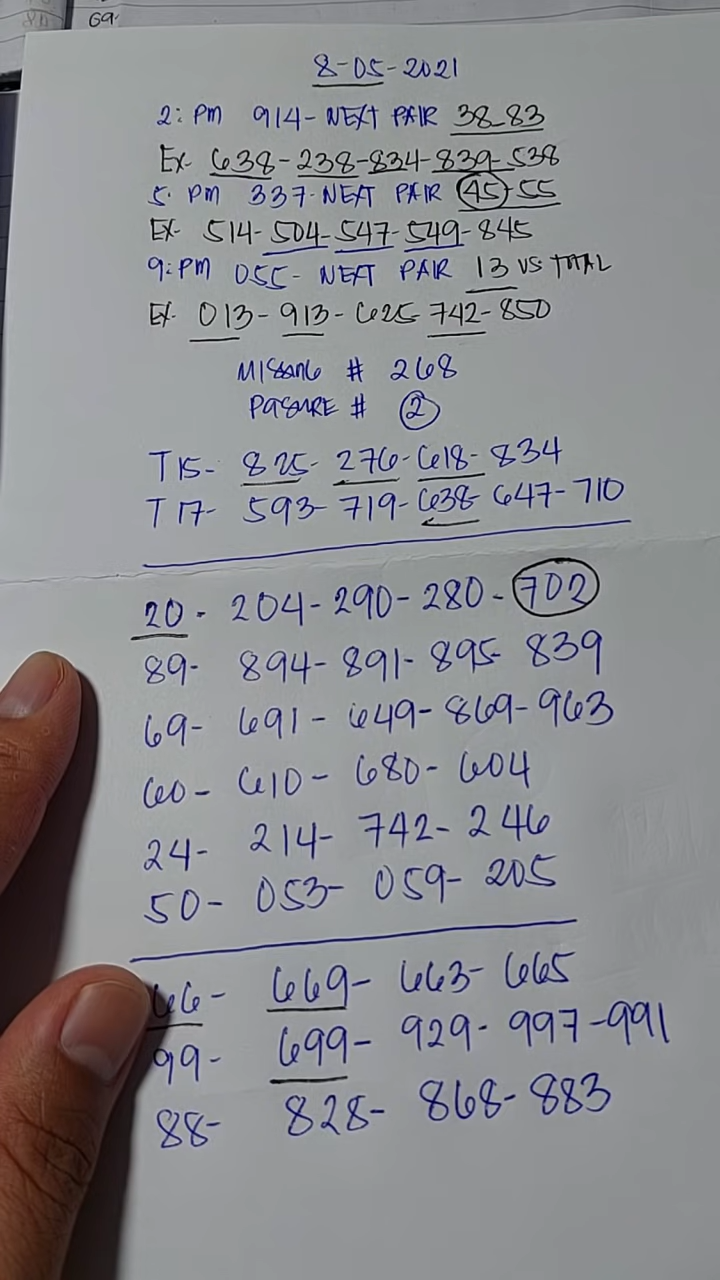 69
8-05-2021
2: PM 914- NEXT PAIR 38-83
EX- 638-238-834-839-538
5. PM 337-NEXT PAIR 45-55
EX- 514-504-547-549-845
9:PM 055- NEXT PAIR 13 VS TOTAL
EX- 013-913-625-742-850
MISSANG # 268
PASURE # 2
T15- 825-276-618-834
T17- 593-719-638-647-710
20- 204-290-280-702
89- 894-891-895-839
69- 691-649-869-963
60- 610-680-604
24- 214-742-246
50- 053-059-205
66- 669-663-665
99- 699-929-997-991
88- 828-868-883